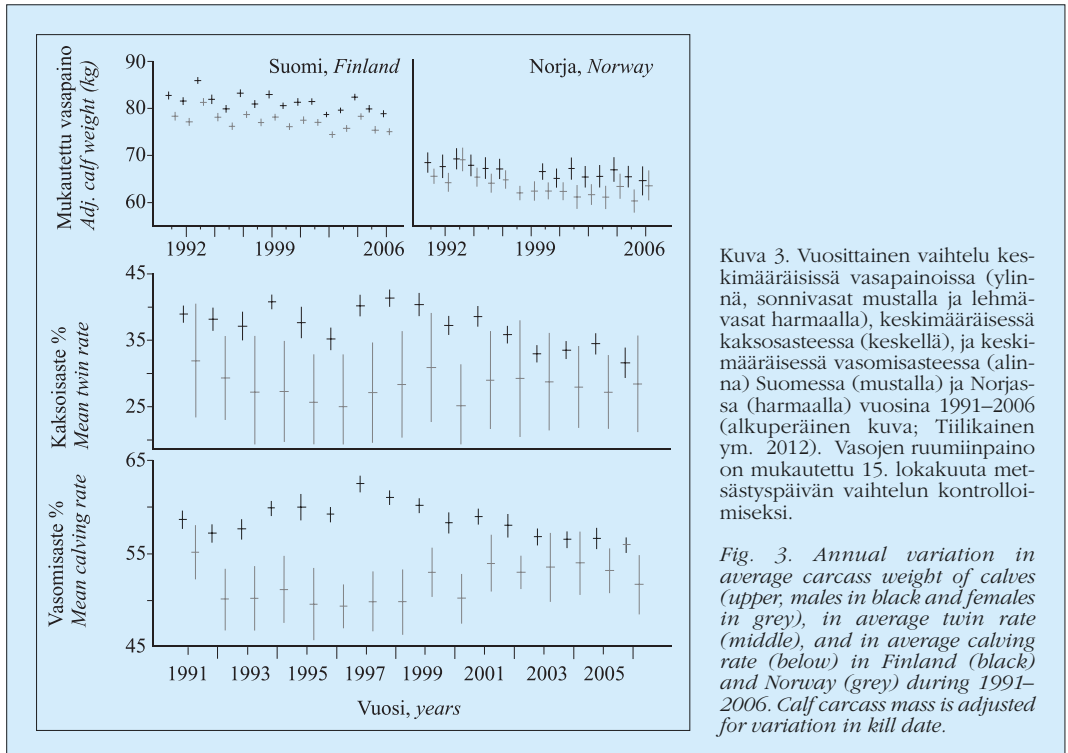 Mukautettu vasapaino
Adj. calf weight (kg)
90
80
70
60
Suomi, Finland
Norja, Norway
1992
1999
2006
1992
1999
2006
Kaksoisaste %
Mean twin rate
45
35
25
Vasomisaste %
Mean calving rate
65
55
45
1991
1993
1995
1997
1999
2001
2003
2005
Vuosi, years
Kuva 3. Vuosittainen vaihtelu kes-
kimääräisissä vasapainoissa (ylin-
nä, sonnivasat mustalla ja lehmä-
vasat harmaalla), keskimääräisessä
kaksosasteessa (keskellä), ja keski-
määräisessä vasomisasteessa (alin-
na) Suomessa (mustalla) ja Norjas-
sa (harmaalla) vuosina 1991–2006
(alkuperäinen kuva; Tiilikainen
ym. 2012). Vasojen ruumiinpaino
on mukautettu 15. lokakuuta met-
sästyspäivän vaihtelun kontrolloi-
miseksi.
Fig. 3. Annual variation in
average carcass weight of calves
(upper, males in black and females
in grey), in average twin rate
(middle), and in average calving
rate (below) in Finland (black)
and Norway (grey) during 1991–
2006. Calf carcass mass is adjusted
for variation in kill date.